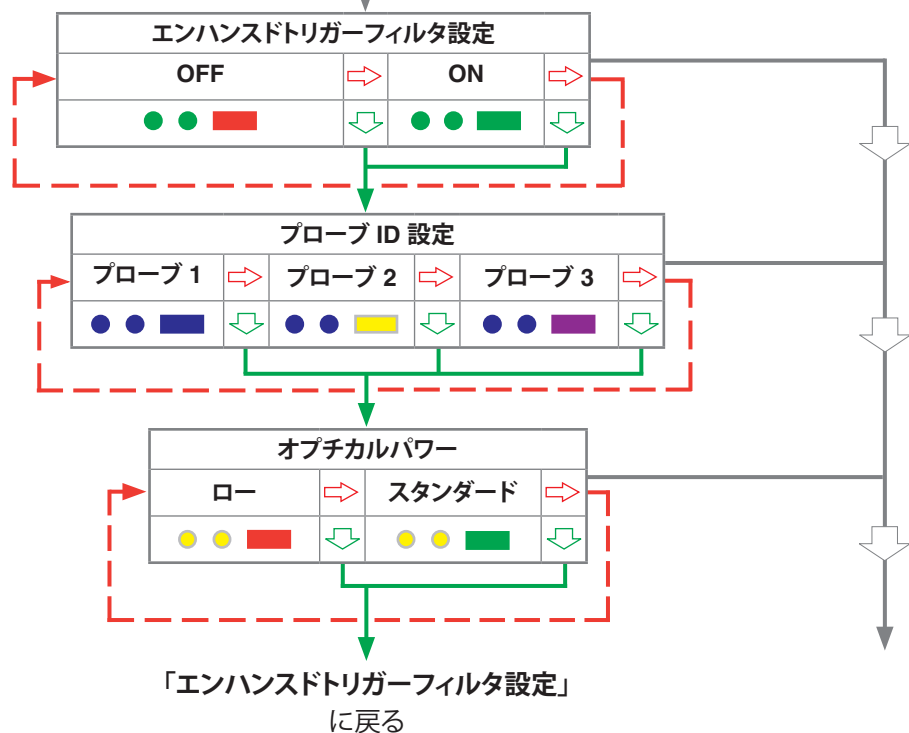 エンハンスドトリガーフィルタ設定
OFF
ON
プローブ ID 設定
プローブ 1
プローブ 2
プローブ 3
オプチカルパワー
ロー
スタンダード
「エンハンスドトリガーフィルタ設定」
に戻る